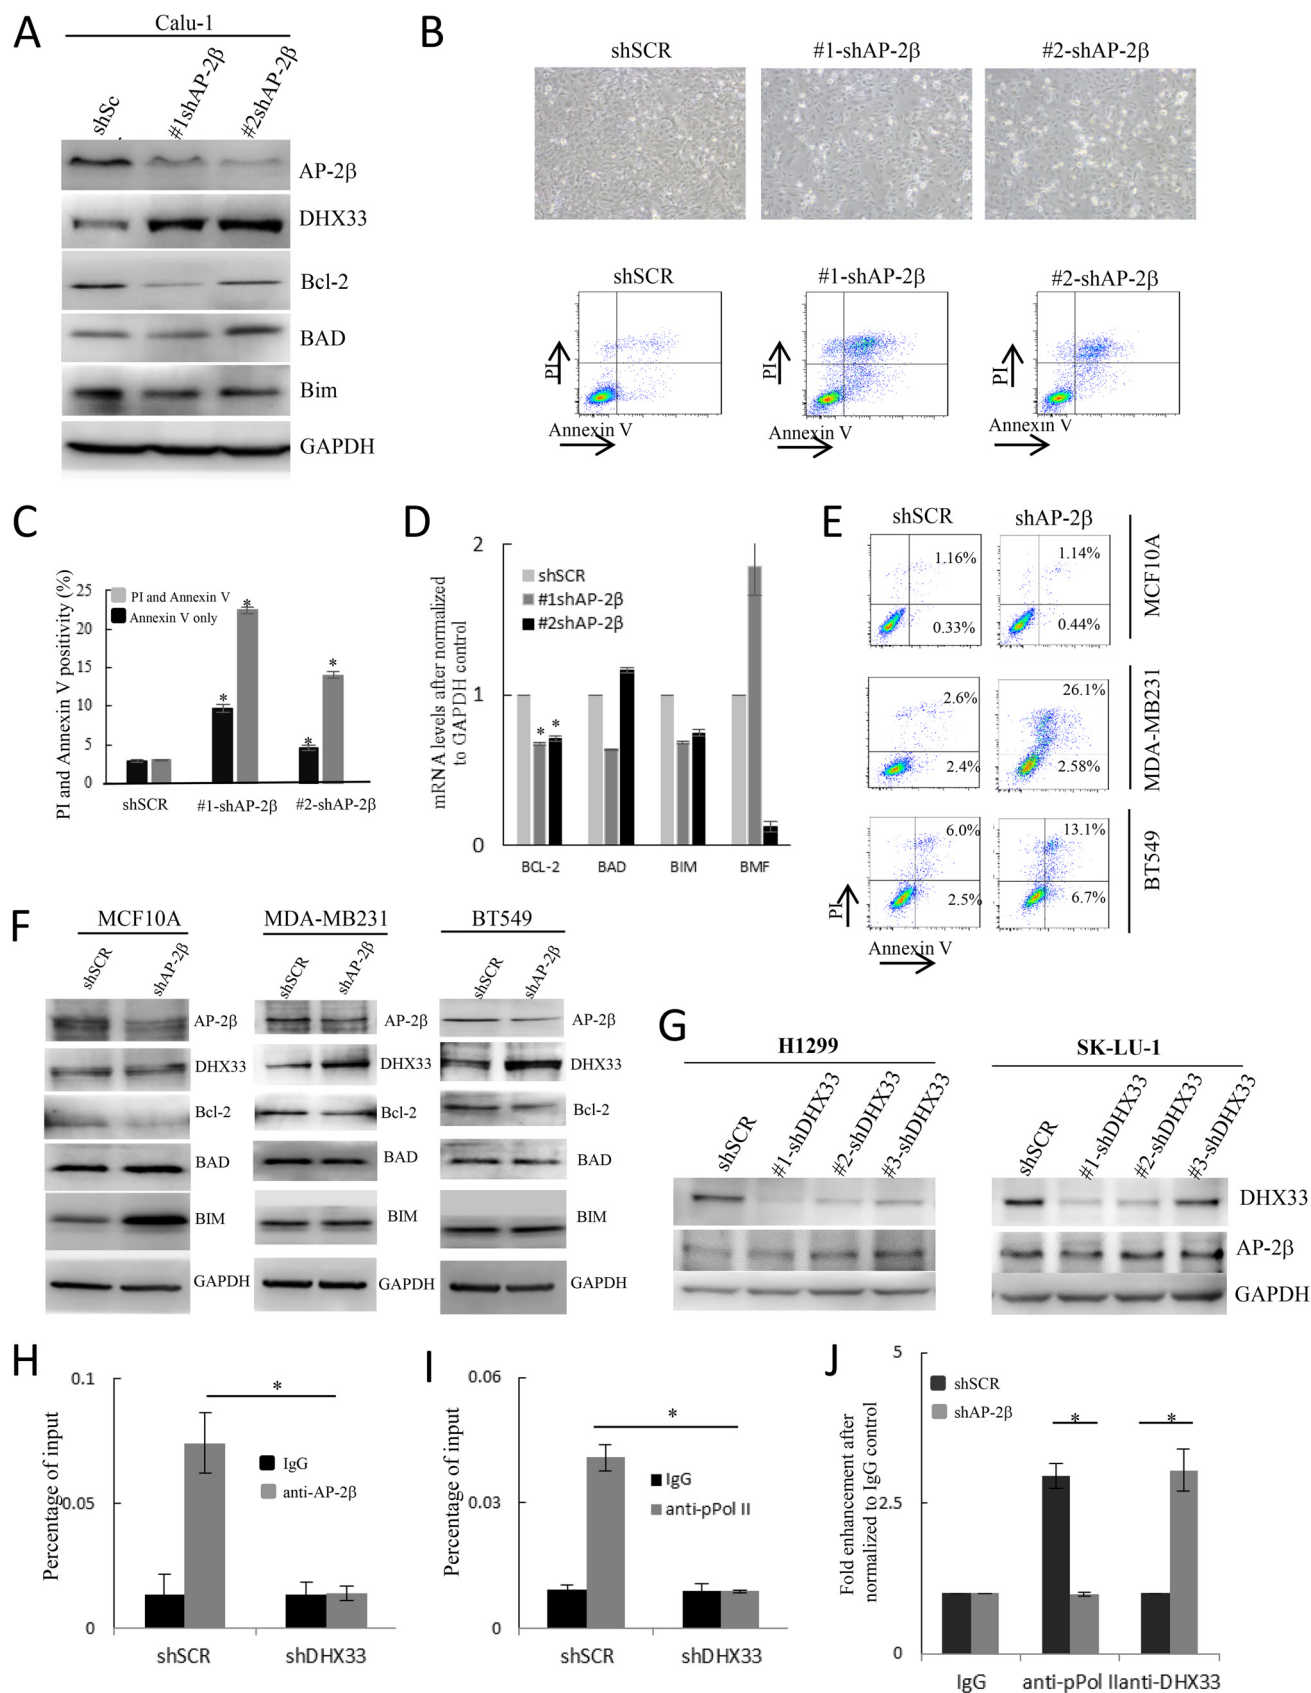 A
Calu-1
shSc
#1shAP-2β
#2shAP-2β
AP-2β
DHX33
Bcl-2
BAD
Bim
GAPDH
B
shSCR
#1-shAP-2β
#2-shAP-2β
shSCR
#1-shAP-2β
#2-shAP-2β
PI
PI
PI
Annexin V
Annexin V
Annexin V
C
PI and Annexin V positivity (%)
25
20
15
10
5
0
PI and Annexin V
Annexin V only
*
*
*
*
shSCR
#1-shAP-2β
#2-shAP-2β
D
mRNA levels after normalized
to GAPDH control
2
1
0
shSCR
#1shAP-2β
#2shAP-2β
*
*
BCL-2
BAD
BIM
BMF
E
shSCR
shAP-2β
1.16%
0.33%
1.14%
0.44%
MCF10A
2.6%
2.4%
26.1%
2.58%
MDA-MB231
6.0%
2.5%
13.1%
6.7%
BT549
PI
Annexin V
F
MCF10A
MDA-MB231
BT549
shSCR
shAP-2β
shSCR
shAP-2β
shSCR
shAP-2β
AP-2β
AP-2β
AP-2β
DHX33
DHX33
DHX33
Bcl-2
Bcl-2
Bcl-2
BAD
BAD
BAD
BIM
BIM
BIM
GAPDH
GAPDH
GAPDH
G
H1299
SK-LU-1
shSCR
#1-shDHX33
#2-shDHX33
#3-shDHX33
shSCR
#1-shDHX33
#2-shDHX33
#3-shDHX33
DHX33
AP-2β
GAPDH
H
Percentage of input
0.1
0.05
0
*
IgG
anti-AP-2β
shSCR
shDHX33
I
Percentage of input
0.06
0.03
0
*
IgG
anti-pPol II
shSCR
shDHX33
J
Fold enhancement after
normalized to IgG control
5
2.5
0
shSCR
shAP-2β
*
*
IgG
anti-pPol II
anti-DHX33